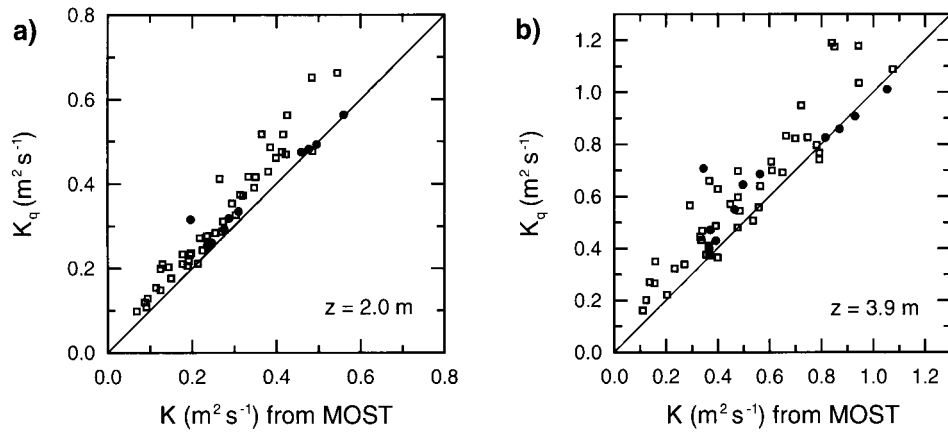 a)
K_q (m² s⁻¹)
0.8
0.6
0.4
0.2
0.0
0.0 0.2 0.4 0.6 0.8
z = 2.0 m
K (m² s⁻¹) from MOST
b)
K_q (m² s⁻¹)
1.2
1.0
0.8
0.6
0.4
0.2
0.0
0.0 0.2 0.4 0.6 0.8 1.0 1.2
z = 3.9 m
K (m² s⁻¹) from MOST